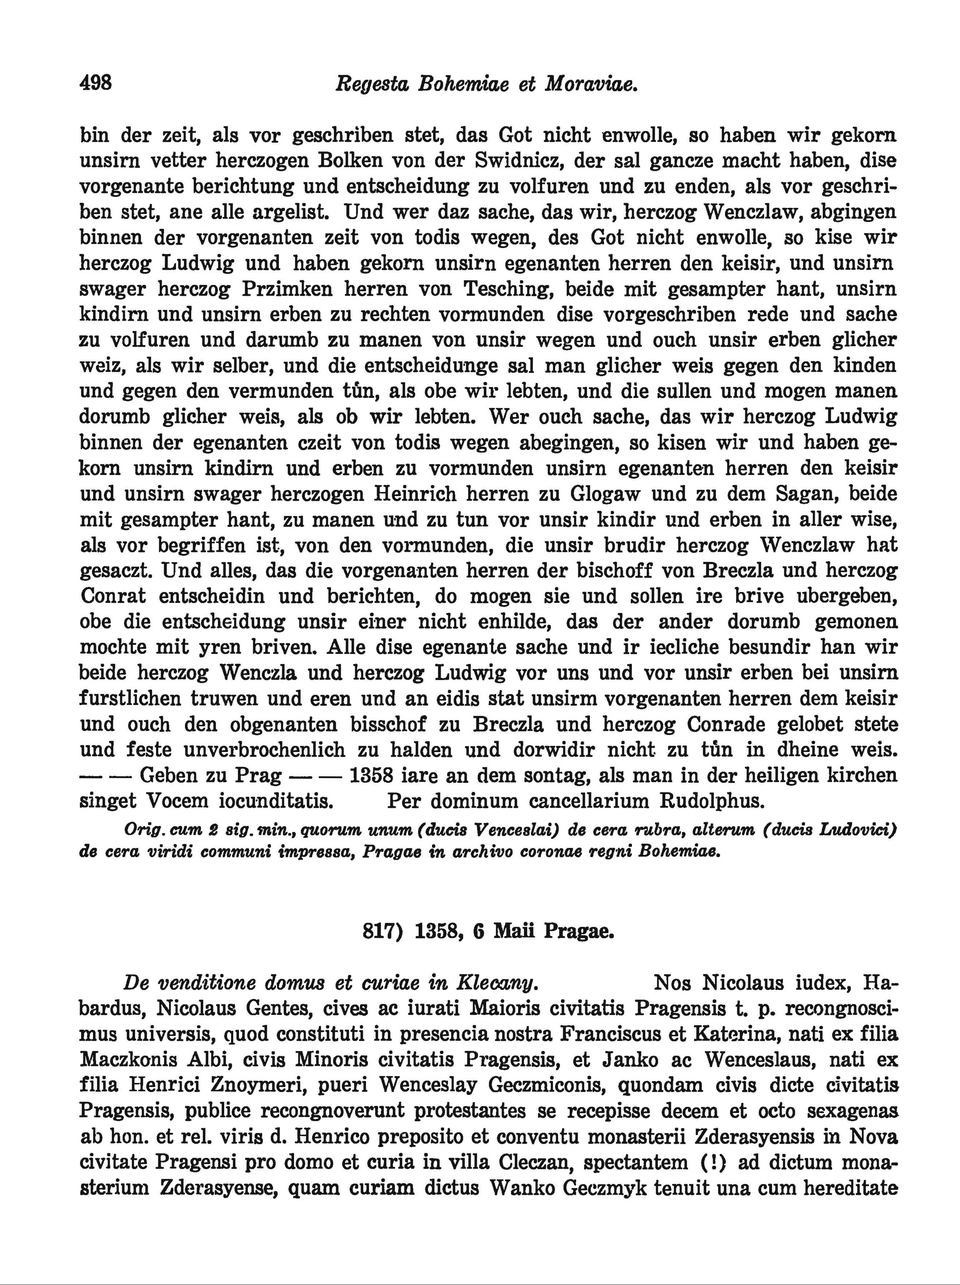 498 Regesta Bohemiae et Moraviae.
bin der zeit, als vor geschriben stet, das Got nicht enwolle, so haben wir gekorn
unsirn vetter herczogen Bolken von der Swidnicz, der sal gancze macht haben, dise
vorgenante berichtung und entscheidung zu volfuren und zu enden, als vor geschri-
ben stet, ane alle argelist. Und wer daz sache, das wir, herczog Wenczlaw, abgingen
binnen der vorgenanten zeit von todis wegen, des Got nicht enwolle, so kise wir
herczog Ludwig und haben gekorn unsirn egenanten herren den keisir, und unsirn
swager herczog Przimken herren von Tesching, beide mit gesampter hant, unsirn
kindirn und unsirn erben zu rechten vormunden dise vorgeschriben rede und sache
zu volfuren und darumb zu manen von unsir wegen und ouch unsir erben glicher
weiz, als wir selber, und die entscheidunge sal man glicher weis gegen den kinden
und gegen den vermunden tůn, als obe wir lebten, und die sullen und mogen manen
dorumb glicher weis, als ob wir lebten. Wer ouch sache, das wir herczog Ludwig
binnen der egenanten czeit von todis wegen abegingen, so kisen wir und haben ge-
korn unsirn kindirn und erben zu vormunden unsirn egenanten herren den keisir
und unsirn swager herczogen Heinrich herren zu Glogaw und zu dem Sagan, beide
mit gesampter hant, zu manen und zu tun vor unsir kindir und erben in aller wise,
als vor begriffen ist, von den vormunden, die unsir brudir herczog Wenczlaw hat
gesaczt. Und alles, das die vorgenanten herren der bischoff von Breczla und herczog
Conrat entscheidin und berichten, do mogen sie und sollen ire brive ubergeben,
obe die entscheidung unsir einer nicht enhilde, das der ander dorumb gemonen
mochte mit yren briven. Alle dise egenante sache und ir iecliche besundir han wir
beide herczog Wenczla und herczog Ludwig vor uns und vor unsir erben bei unsirn
furstlichen truwen und eren und an eidis stat unsirm vorgenanten herren dem keisir
und ouch den obgenanten bisschof zu Breczla und herczog Conrade gelobet stete
und feste unverbrochenlich zu halden und dorwidir nicht zu tůn in dheine weis.
— — Geben zu Prag — — 1358 iare an dem sontag, als man in der heiligen kirchen
singet Vocem iocunditatis. Per dominum cancellarium Rudolphus.
Orig. cum 2 sig. min., quorum unum (ducis Venceslai) de cera rubra, alterum (ducis Ludovici)
de cera viridi communi impressa, Pragae in archivo coronae regni Bohemiae.
817) 1358, 6 Maii Pragae.
De venditione domus et curiae in Klecany. Nos Nicolaus iudex, Ha-
bardus, Nicolaus Gentes, cives ac iurati Maioris civitatis Pragensis t. p. recongnosci-
mus universis, quod constituti in presencia nostra Franciscus et Katerina, nati ex filia
Maczkonis Albi, civis Minoris civitatis Pragensis, et Janko ac Wenceslaus, nati ex
filia Henrici Znoymeri, pueri Wenceslay Geczmiconis, quondam civis dicte civitatis
Pragensis, publice recongnoverunt protestantes se recepisse decem et octo sexagenas
ab hon. et rel. viris d. Henrico preposito et conventu monasterii Zderasyensis in Nova
civitate Pragensi pro domo et curia in villa Cleczan, spectantem (!) ad dictum mona-
sterium Zderasyense, quam curiam dictus Wanko Geczmyk tenuit una cum hereditate